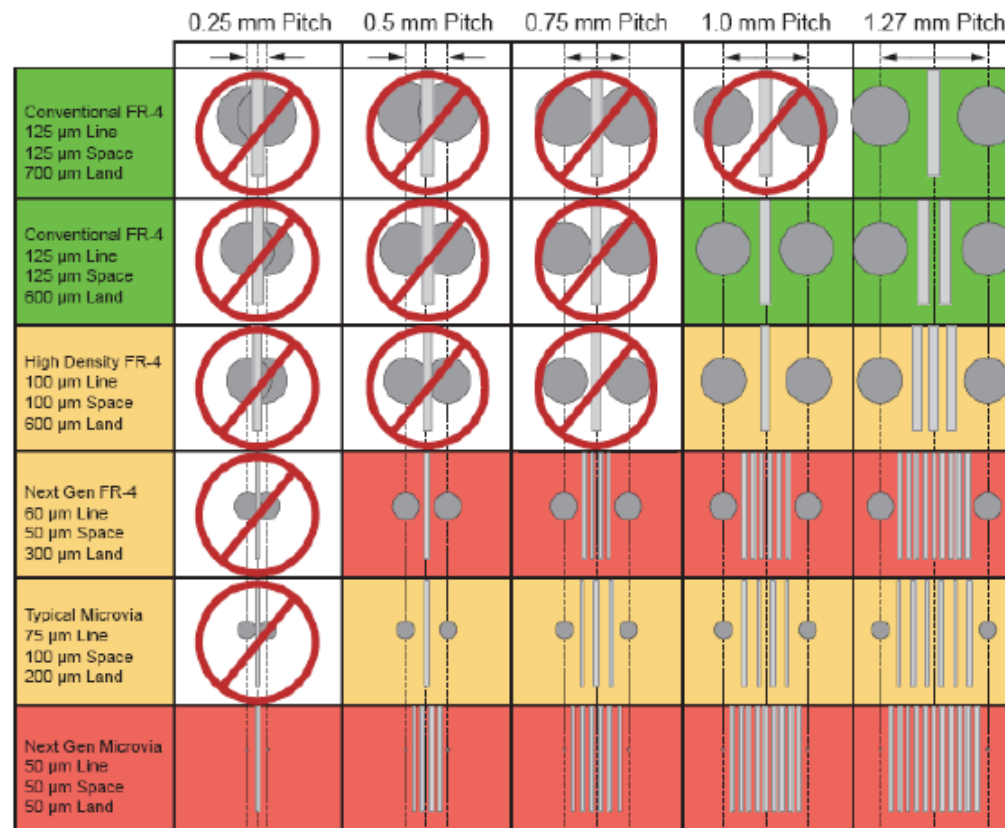 0.25 mm Pitch
0.5 mm Pitch
0.75 mm Pitch
1.0 mm Pitch
1.27 mm Pitch
Conventional FR-4
125 µm Line
125 µm Space
700 µm Land
Conventional FR-4
125 µm Line
125 µm Space
600 µm Land
High Density FR-4
100 µm Line
100 µm Space
600 µm Land
Next Gen FR-4
60 µm Line
50 µm Space
300 µm Land
Typical Microvia
75 µm Line
100 µm Space
200 µm Land
Next Gen Microvia
50 µm Line
50 µm Space
50 µm Land